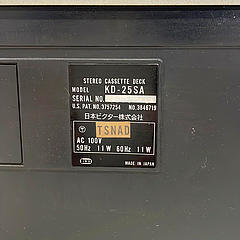 STEREO CASSETTE DECK
MODEL KD-25SA
SERIAL NO.
U.S. PAT. NO. 3757254 NO. 3846719
日本ビクター株式会社
T
TSNAD
AC 100V
50Hz 11W 60Hz 11W
MADE IN JAPAN